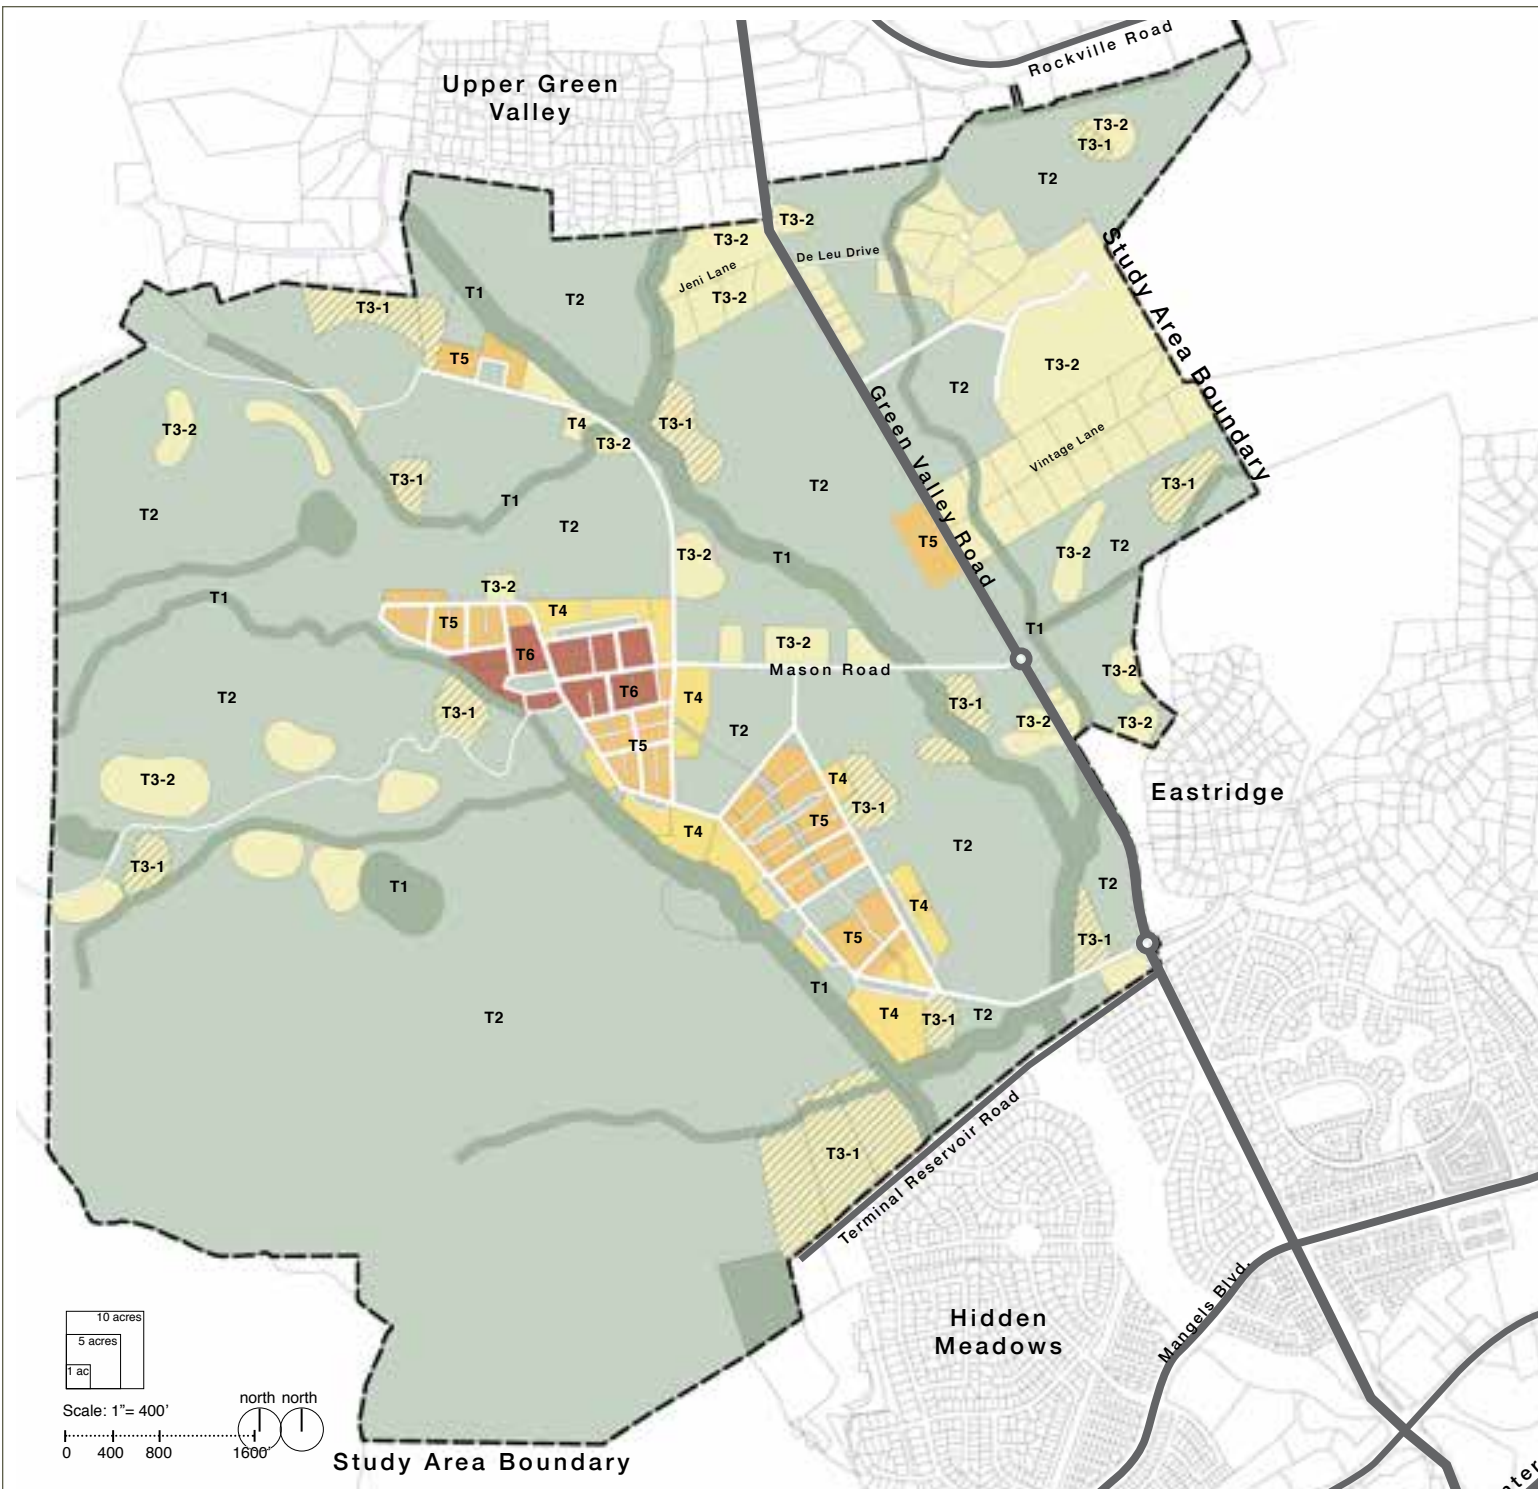 Rockville Road
Upper Green
Valley
T3-2
T3-1
T2
T3-2
T3-2
De Leu Drive
Study Area Boundary
Jeni Lane
T1
T2
T3-2
T3-1
T5
T3-2
T2
Green Valley Road
T4
T3-2
T3-1
T3-2
Vintage Lane
T3-1
T1
T2
T3-1
T2
T2
T5
T3-2
T2
T3-2
T1
T3-2
T1
T4
T5
T1
T6
T3-2
Mason Road
T3-2
T2
T6
T4
T3-1
T3-1
T3-2
T3-2
T2
T5
T3-2
T4
Eastridge
T3-1
T5
T4
T2
T3-1
T1
T2
T4
T5
T3-1
T1
T2
T4
T3-1
T2
Terminal Reservoir Road
T3-1
Hidden
Meadows
Mangels Blvd.
10 acres
5 acres
1 ac
north north
Scale: 1"= 400'
0 400 800 1600'
Study Area Boundary